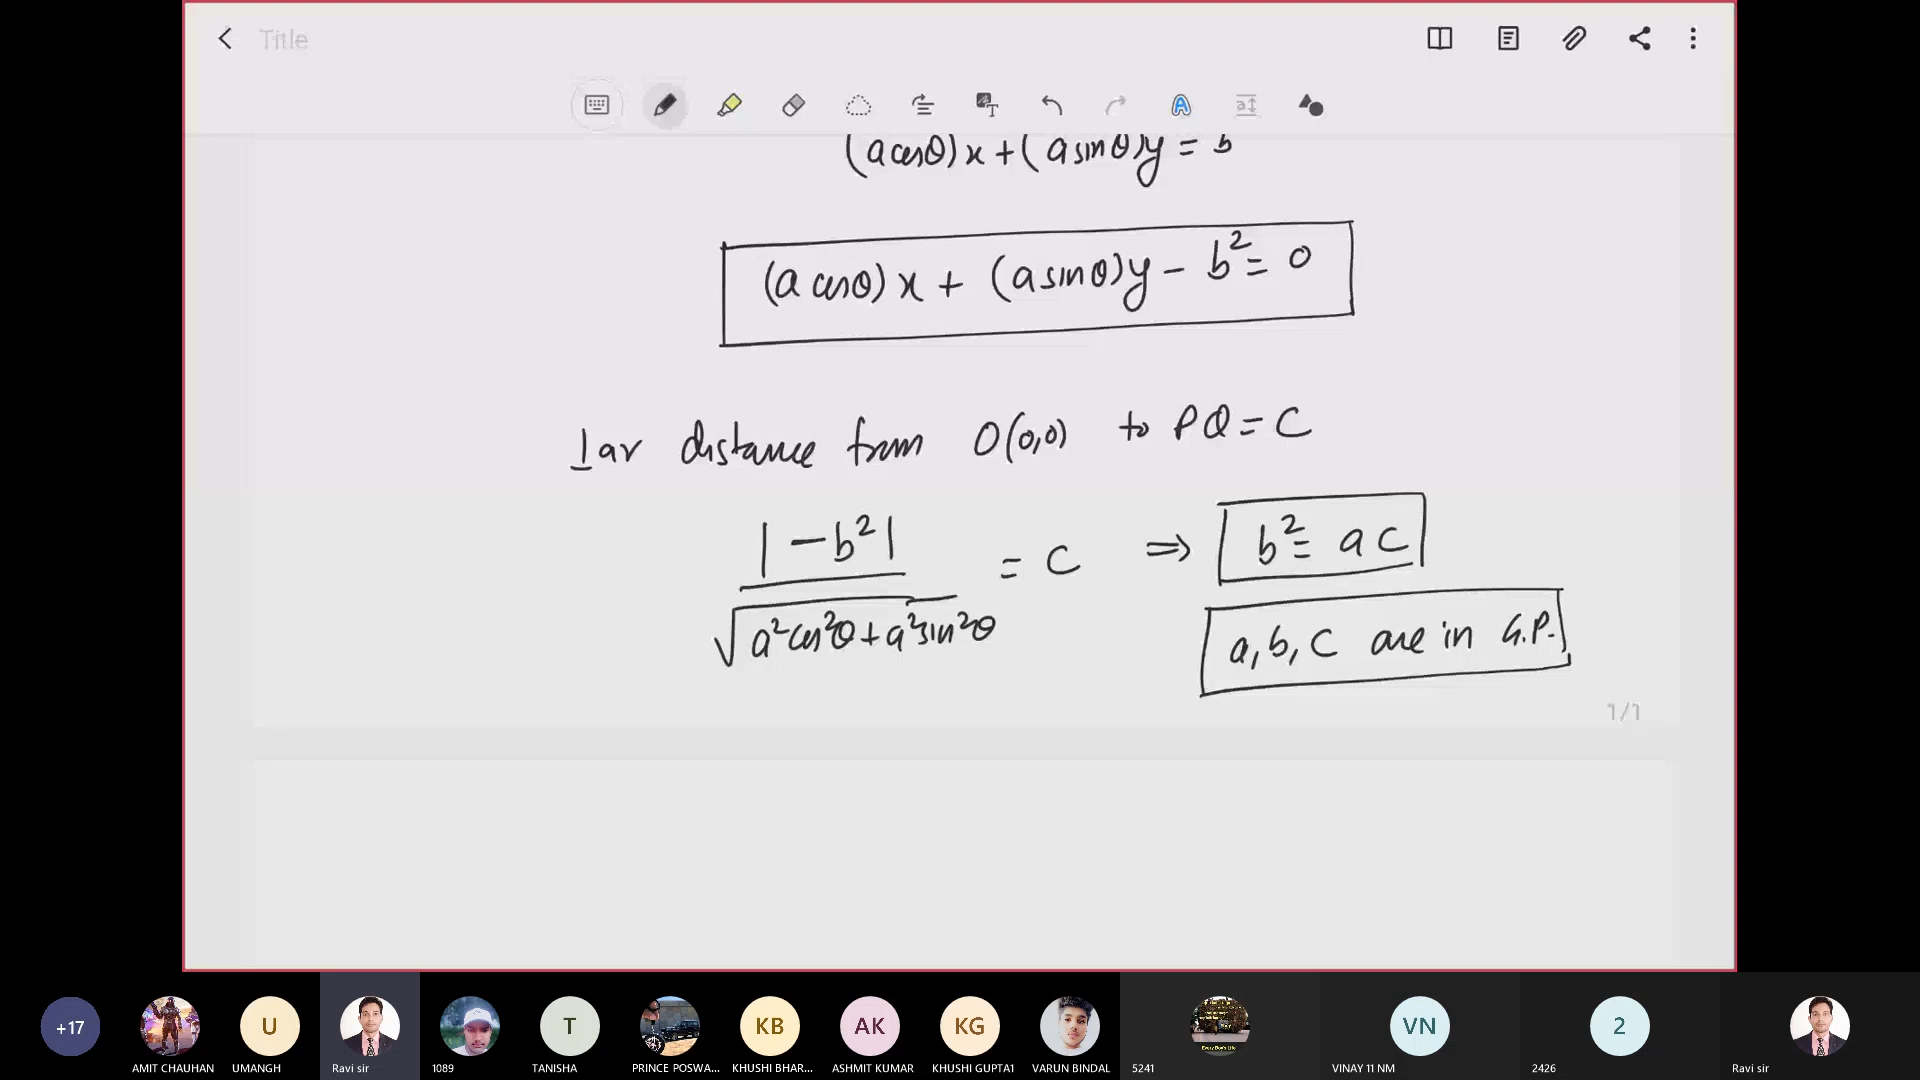 Title
(a cosθ)x + (a sinθ)y = b
(a cosθ)x + (a sinθ)y - b² = 0
⊥ar distance from O(0,0) to PQ = C
|-b²| / √a²cos²θ + a²sin²θ = C ⇒ b² = ac
a, b, c are in G.P.
1/1
+17
AMIT CHAUHAN
U
UMANGH
Ravi sir
1089
T
TANISHA
PRINCE POSWA...
KB
KHUSHI BHAR...
AK
ASHMIT KUMAR
KG
KHUSHI GUPTA1
VARUN BINDAL
5241
VN
VINAY 11 NM
2
2426
Ravi sir